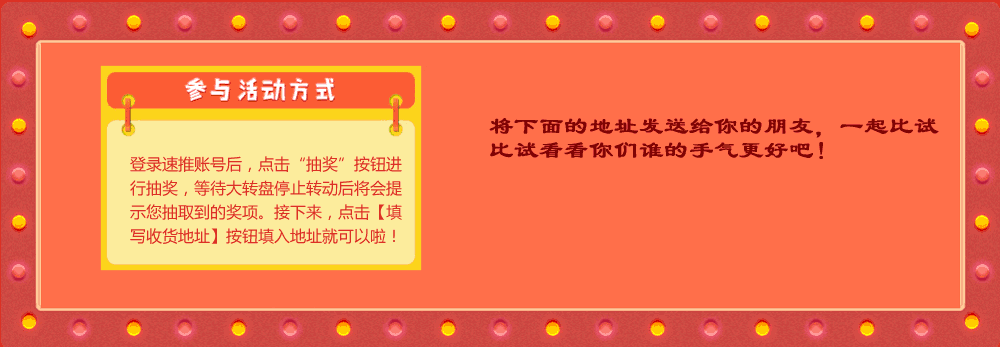 参与活动方式
登录速推账号后，点击“抽奖”按钮进
行抽奖，等待大转盘停止转动后将会提
示您抽取到的奖项。接下来，点击【填
写收货地址】按钮填入地址就可以啦！
将下面的地址发送给你的朋友，一起比试
比试看看你们谁的手气更好吧！